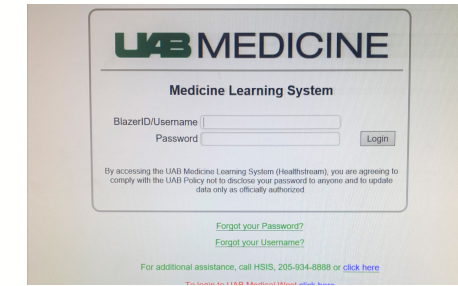 UAB MEDICINE
Medicine Learning System
BlazerID/Username
Password
Login
By accessing the UAB Medicine Learning System (Healthstream), you are agreeing to
comply with the UAB Policy not to disclose your password to anyone and to update
data only as officially authorized.
Forgot your Password?
Forgot your Username?
For additional assistance, call HSIS, 205-934-8888 or click here
To login to UAB Medical West click here